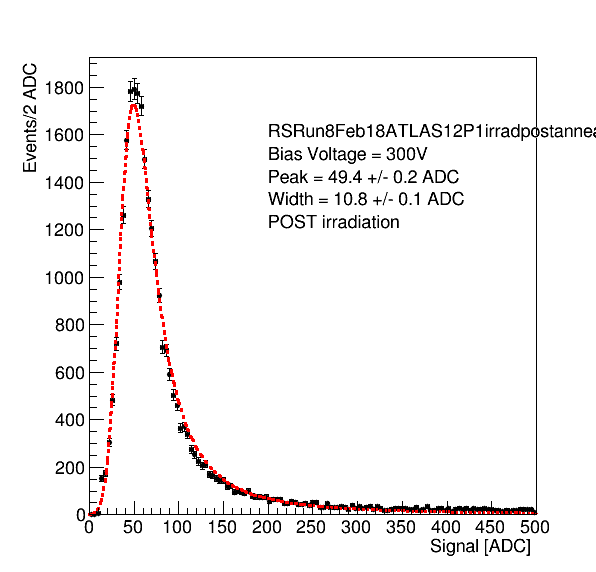 Events/2 ADC
1800
1600
1400
1200
1000
800
600
400
200
0
RSRun8Feb18ATLAS12P1irradpostannea
Bias Voltage = 300V
Peak = 49.4 +/- 0.2 ADC
Width = 10.8 +/- 0.1 ADC
POST irradiation
0 50 100 150 200 250 300 350 400 450 500
Signal [ADC]